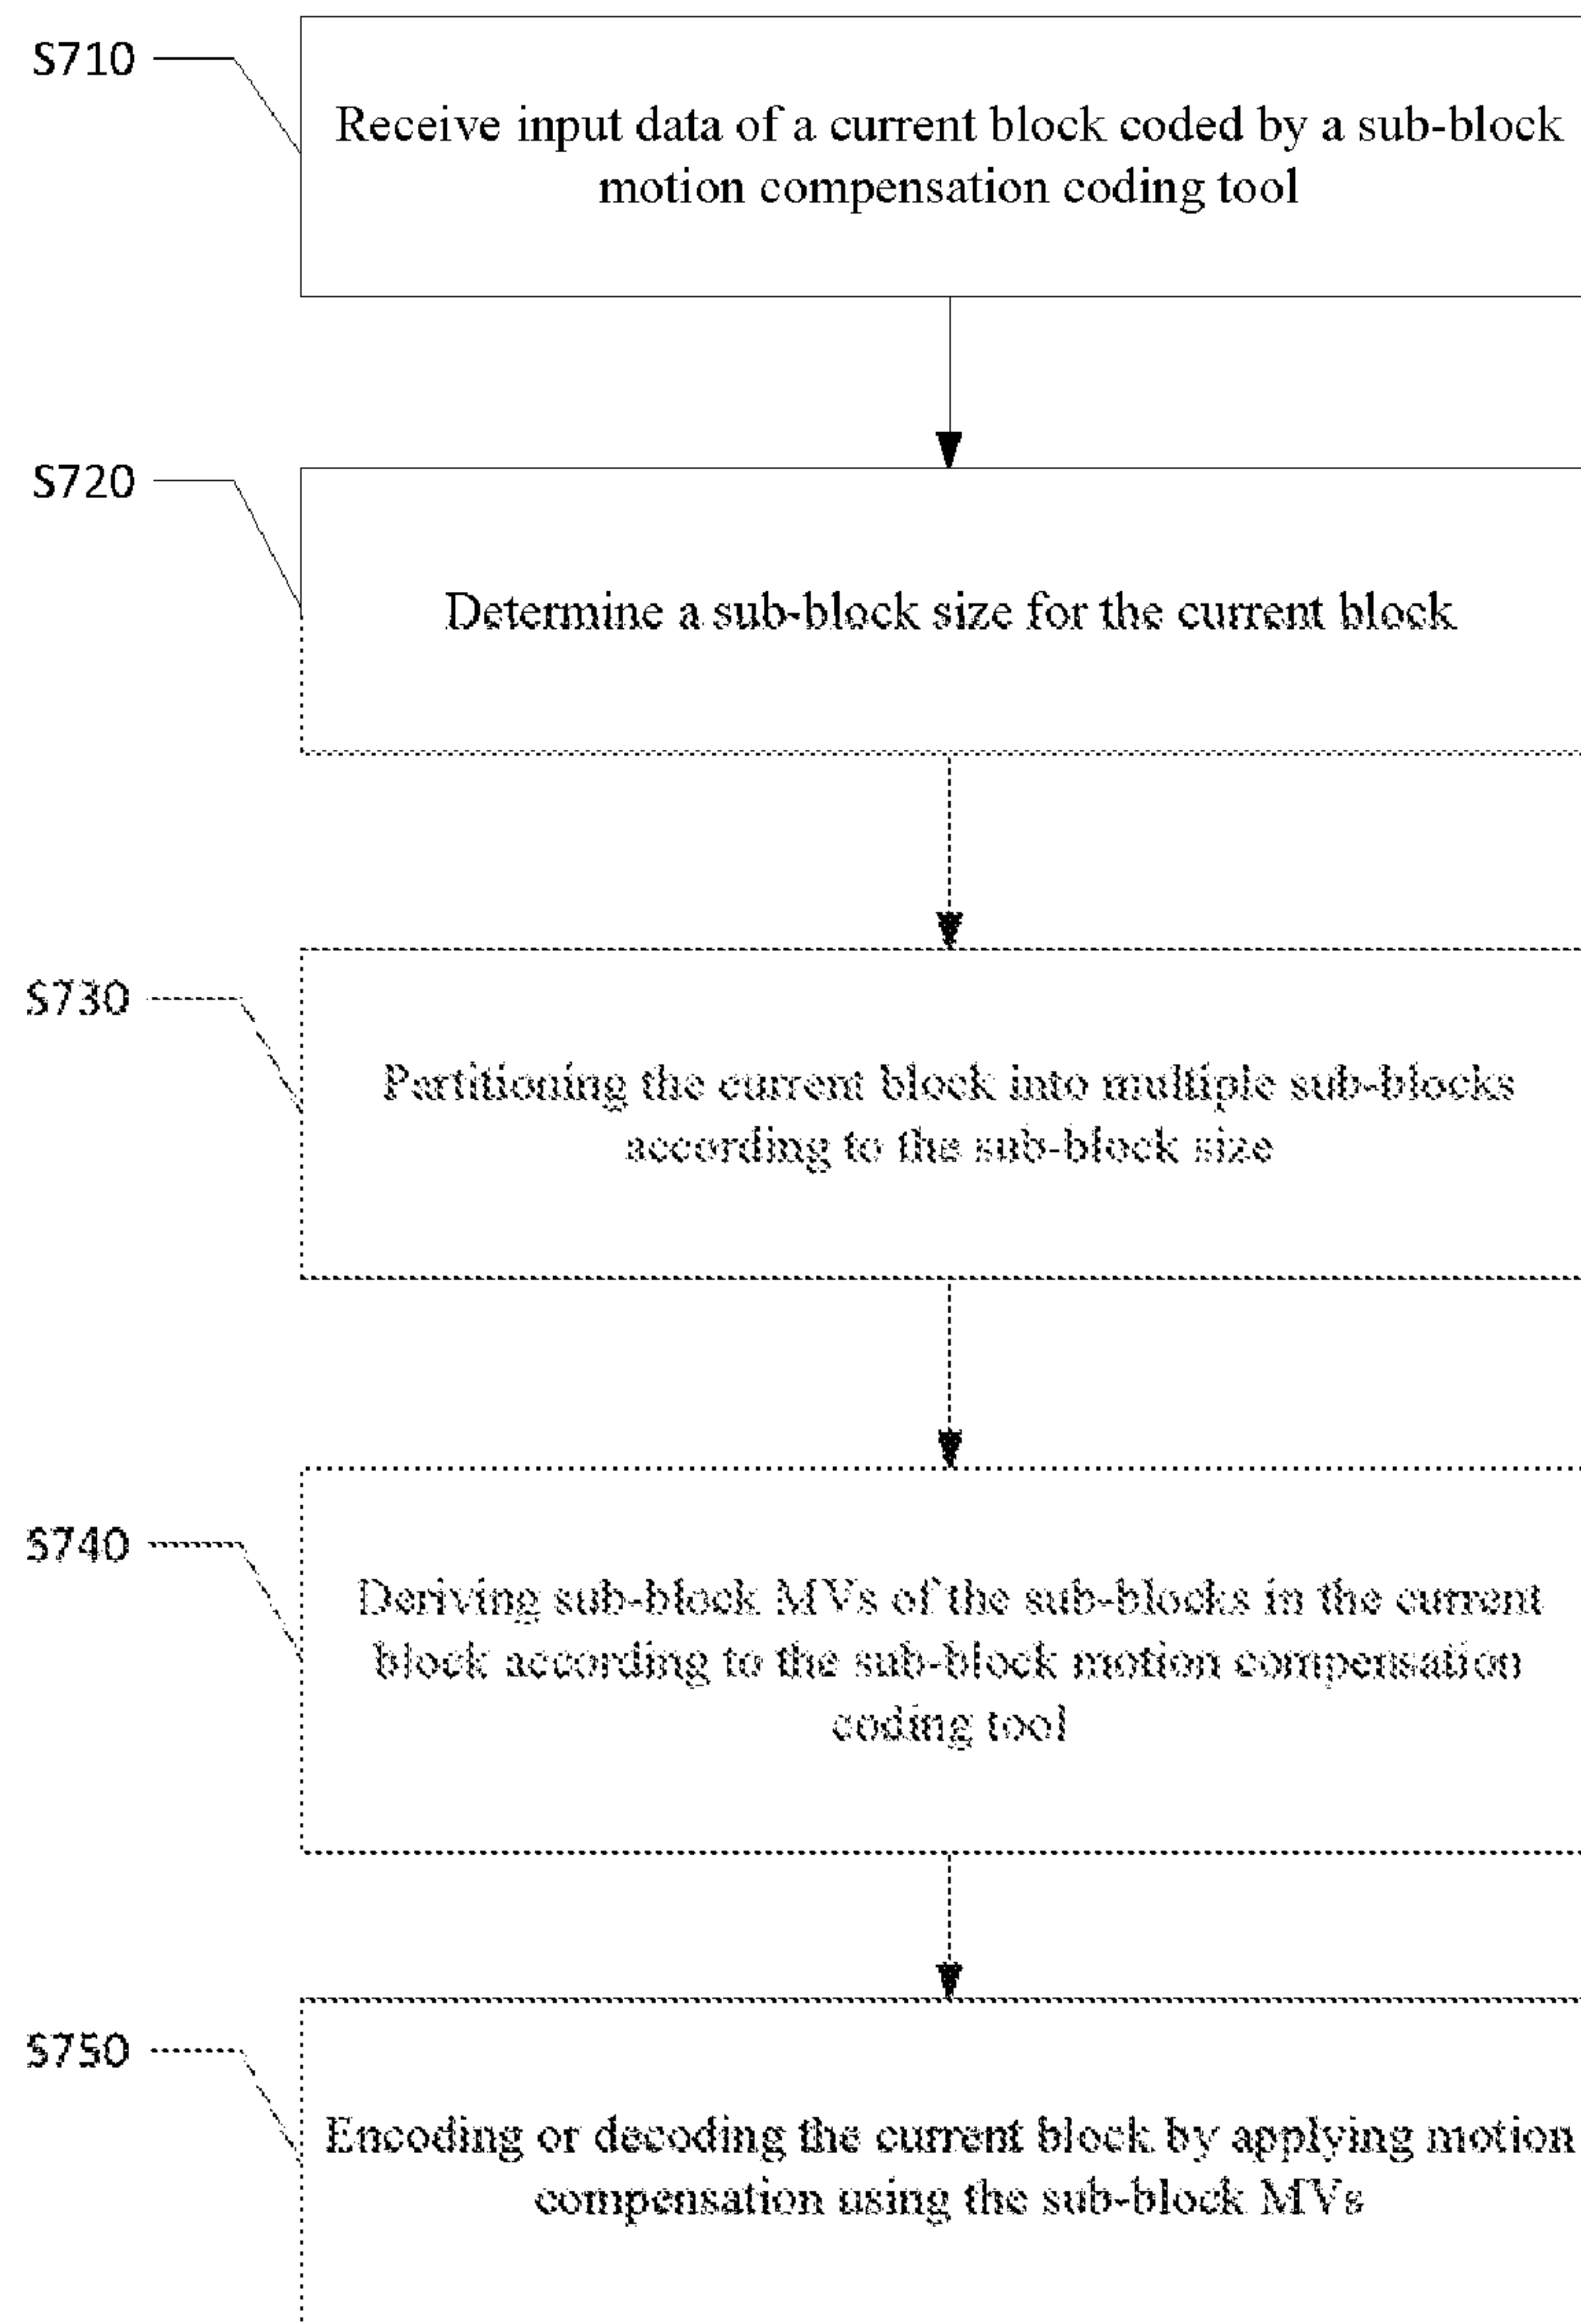 S710
Receive input data of a current block coded by a sub-block
motion compensation coding tool
S720
Determine a sub-block size for the current block
S730
Partitioning the current block into multiple sub-blocks
according to the sub-block size
S740
Deriving sub-block MVs of the sub-blocks in the current
block according to the sub-block motion compensation
coding tool
S750
Encoding or decoding the current block by applying motion
compensation using the sub-block MVs